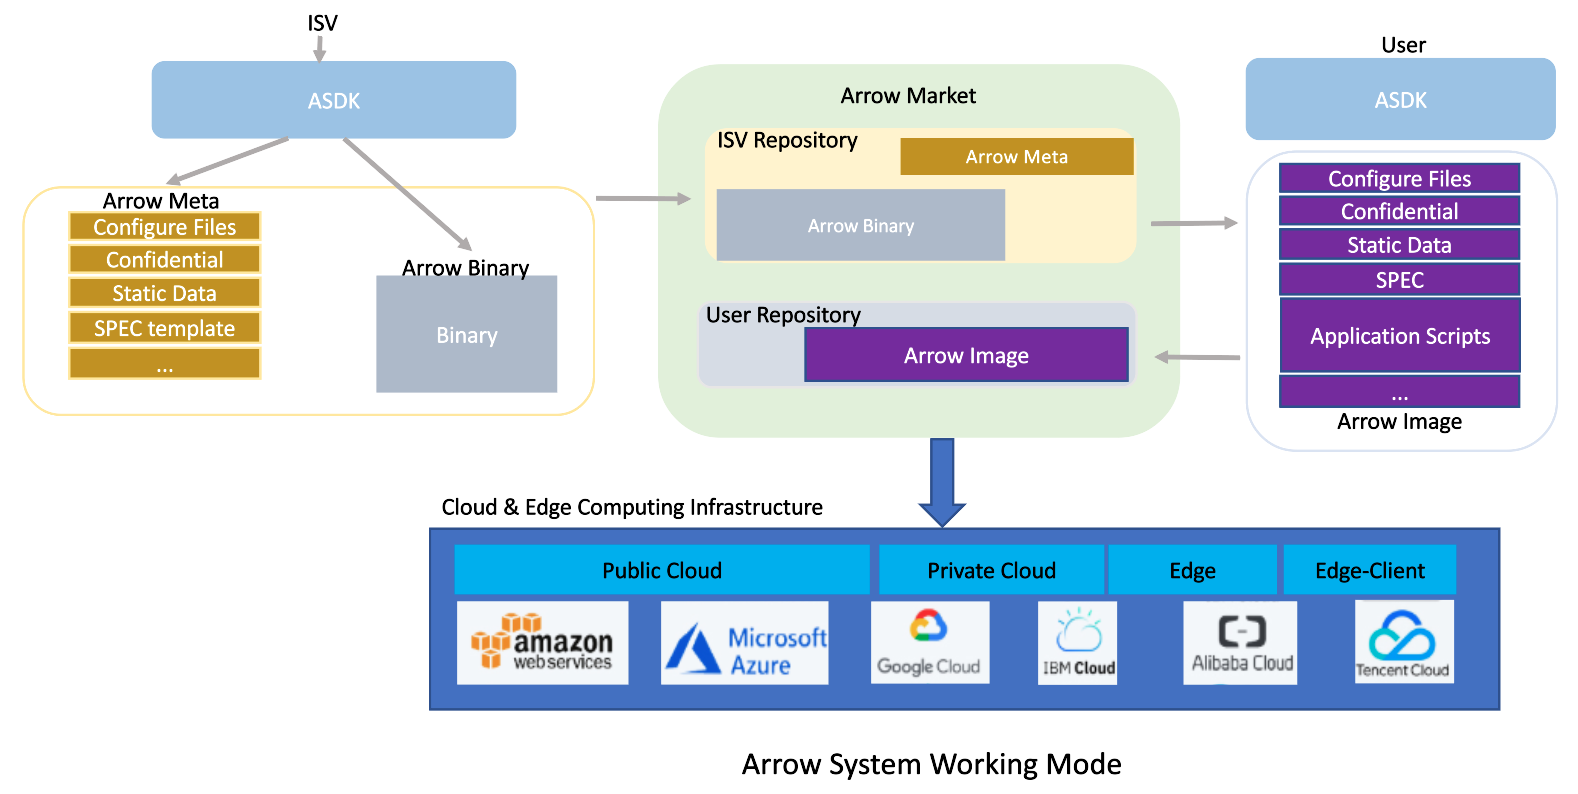 ISV
ASDK
Arrow Meta
Configure Files
Confidential
Static Data
SPEC template
...
Arrow Binary
Binary
Arrow Market
ISV Repository
Arrow Meta
Arrow Binary
User Repository
Arrow Image
User
ASDK
Configure Files
Confidential
Static Data
SPEC
Application Scripts
...
Arrow Image
Cloud & Edge Computing Infrastructure
Public Cloud
Private Cloud
Edge
Edge-Client
amazon
web services
Microsoft
Azure
Google Cloud
IBM Cloud
Alibaba Cloud
Tencent Cloud
Arrow System Working Mode